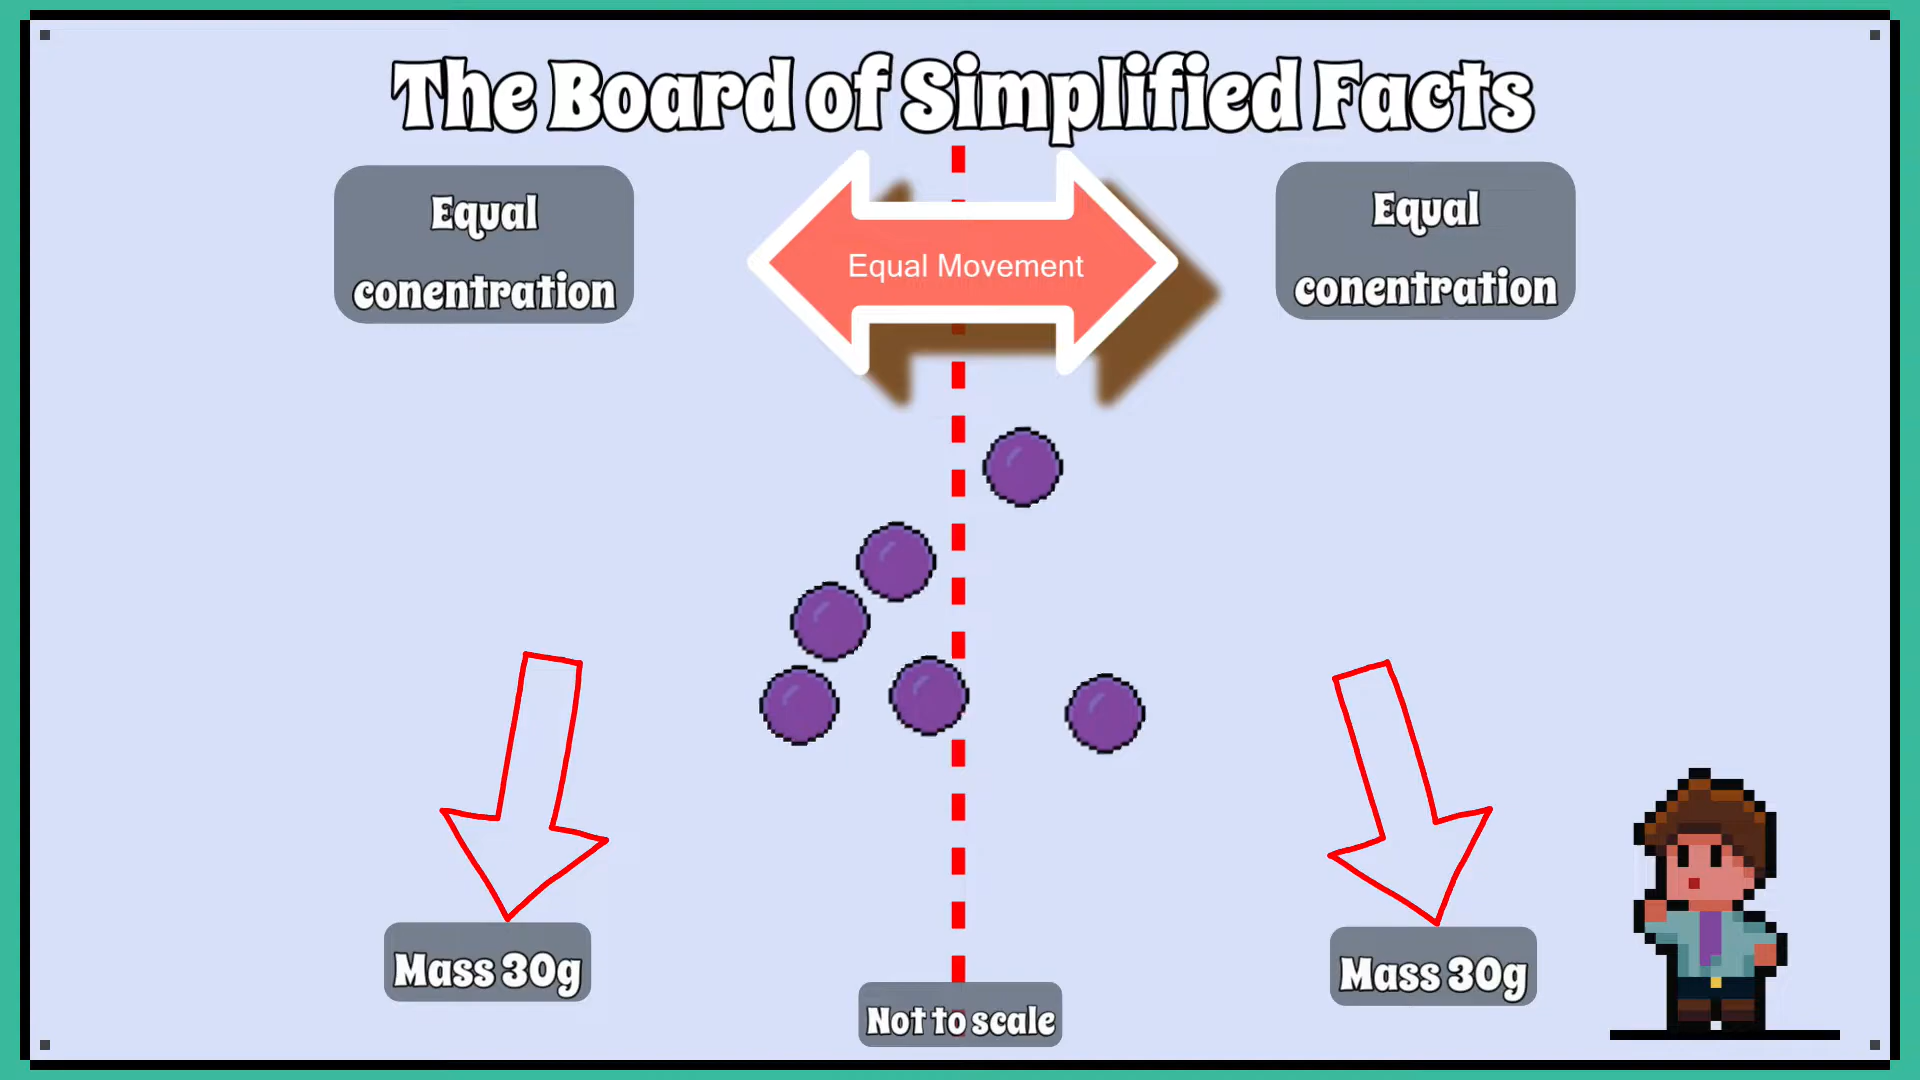 The Board of Simplified Facts
Equal
conentration
Equal Movement
Equal
conentration
Mass 30g
Mass 30g
Not to scale